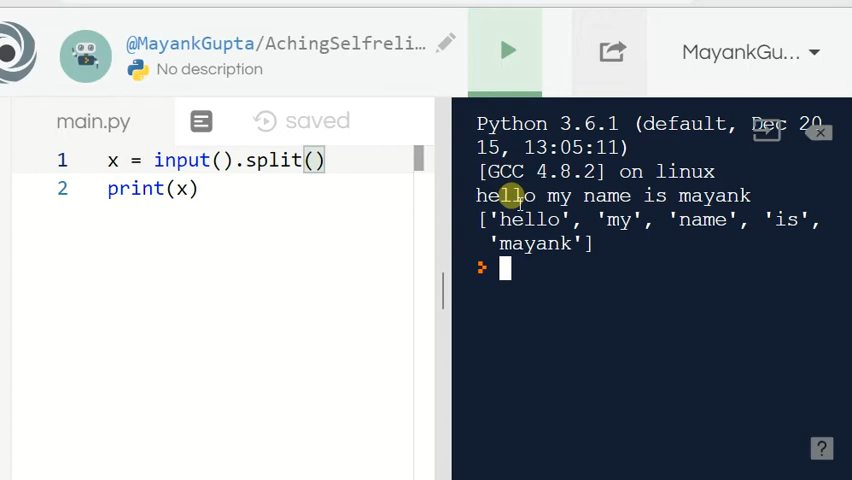 @MayankGupta/AchingSelfreli...
No description
MayankGu...
main.py
saved
1 x = input().split()
2 print(x)
Python 3.6.1 (default, Dec 20
15, 13:05:11)
[GCC 4.8.2] on linux
hello my name is mayank
['hello', 'my', 'name', 'is',
'mayank']
?